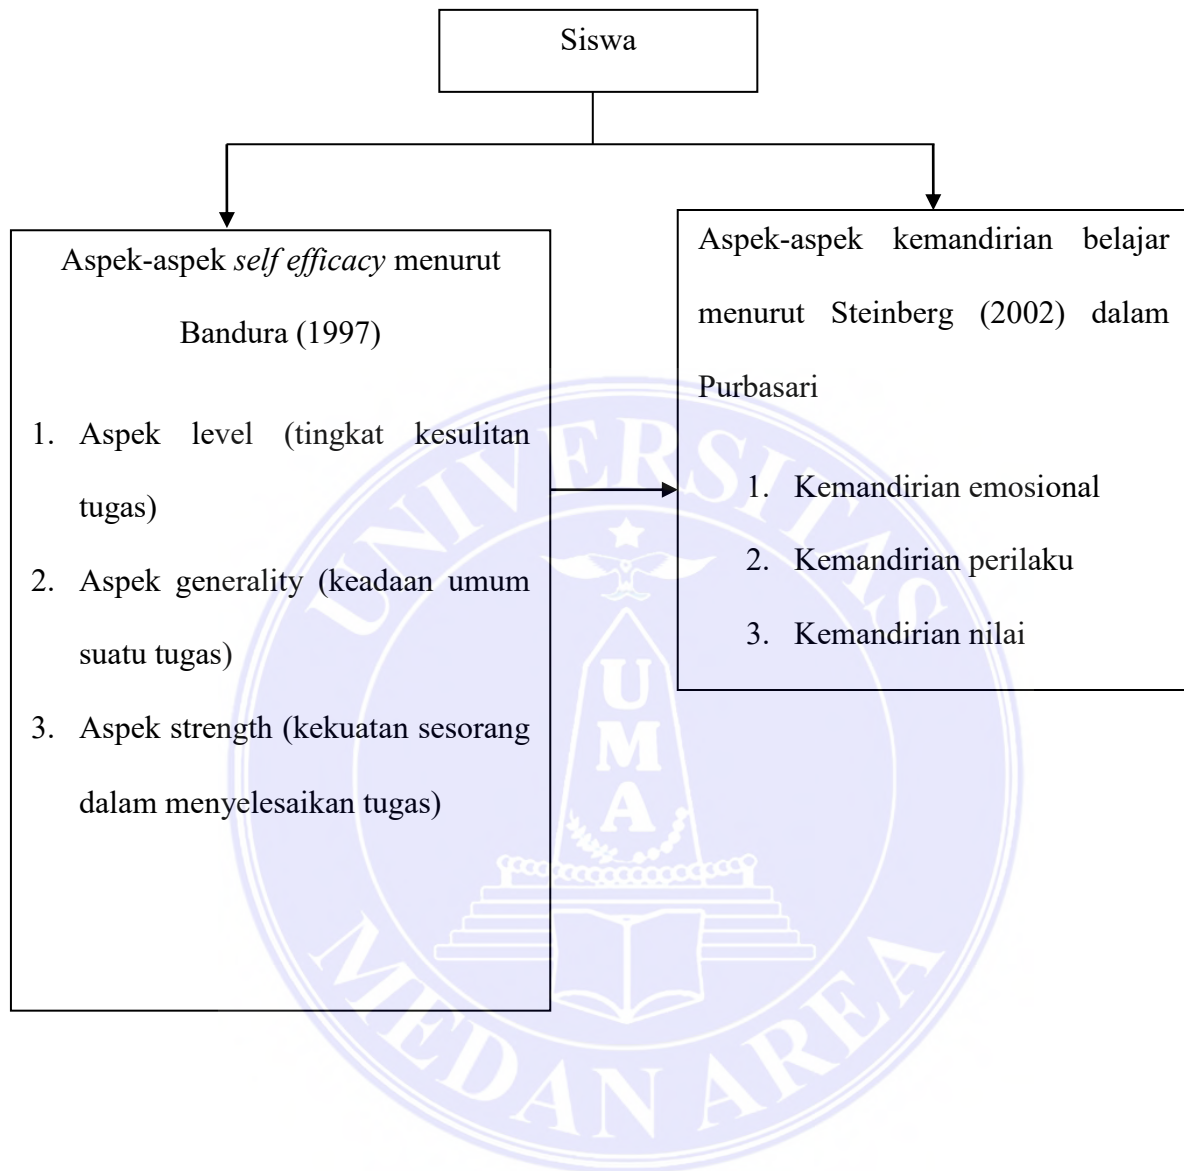 Siswa
Aspek-aspek self efficacy menurut
Bandura (1997)
1. Aspek level (tingkat kesulitan
tugas)
2. Aspek generality (keadaan umum
suatu tugas)
3. Aspek strength (kekuatan sesorang
dalam menyelesaikan tugas)
Aspek-aspek kemandirian belajar
menurut Steinberg (2002) dalam
Purbasari
1. Kemandirian emosional
2. Kemandirian perilaku
3. Kemandirian nilai
UNIVERSITAS
UMA
MEDAN AREA